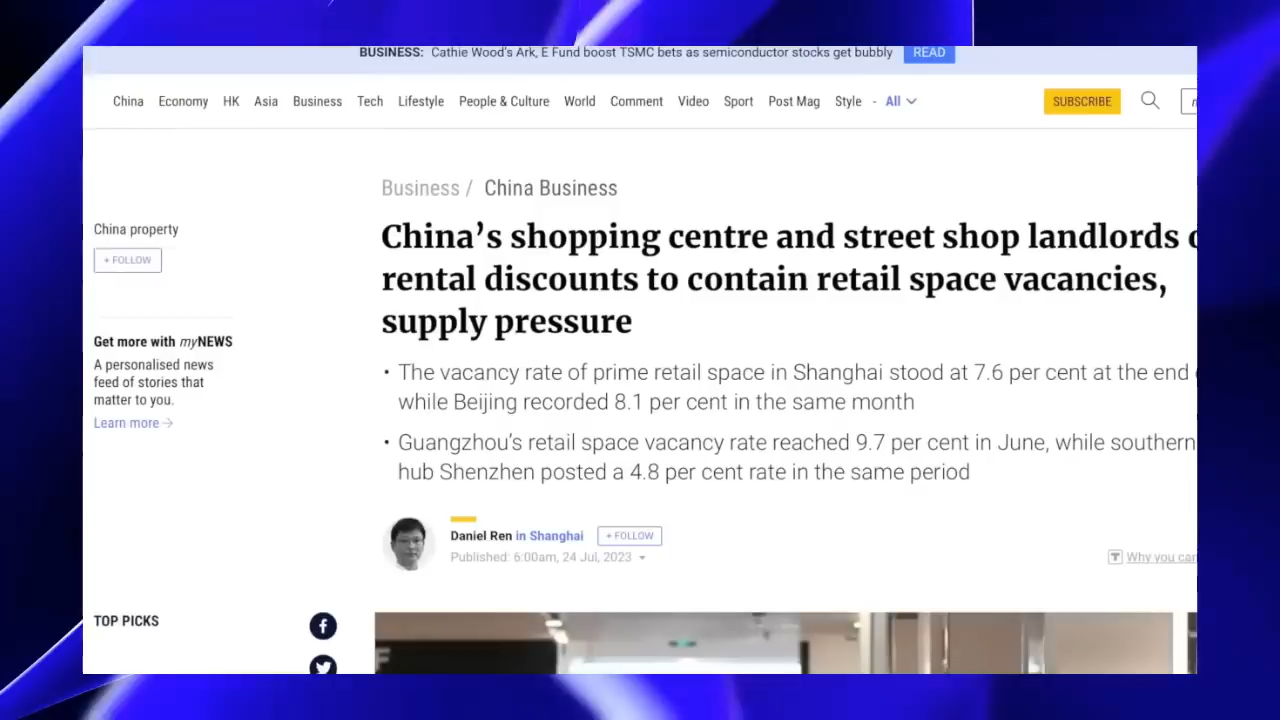 BUSINESS: Cathie Wood's Ark, E Fund boost TSMC bets as semiconductor stocks get bubbly READ
China Economy HK Asia Business Tech Lifestyle People & Culture World Comment Video Sport Post Mag Style - All SUBSCRIBE
Business / China Business
China property
+ FOLLOW
China’s shopping centre and street shop landlords
rental discounts to contain retail space vacancies,
supply pressure
Get more with myNEWS
A personalised news
feed of stories that
matter to you.
Learn more
• The vacancy rate of prime retail space in Shanghai stood at 7.6 per cent at the end
while Beijing recorded 8.1 per cent in the same month
• Guangzhou’s retail space vacancy rate reached 9.7 per cent in June, while southern
hub Shenzhen posted a 4.8 per cent rate in the same period
Daniel Ren in Shanghai + FOLLOW
Published: 6:00am, 24 Jul, 2023
Why you can
TOP PICKS